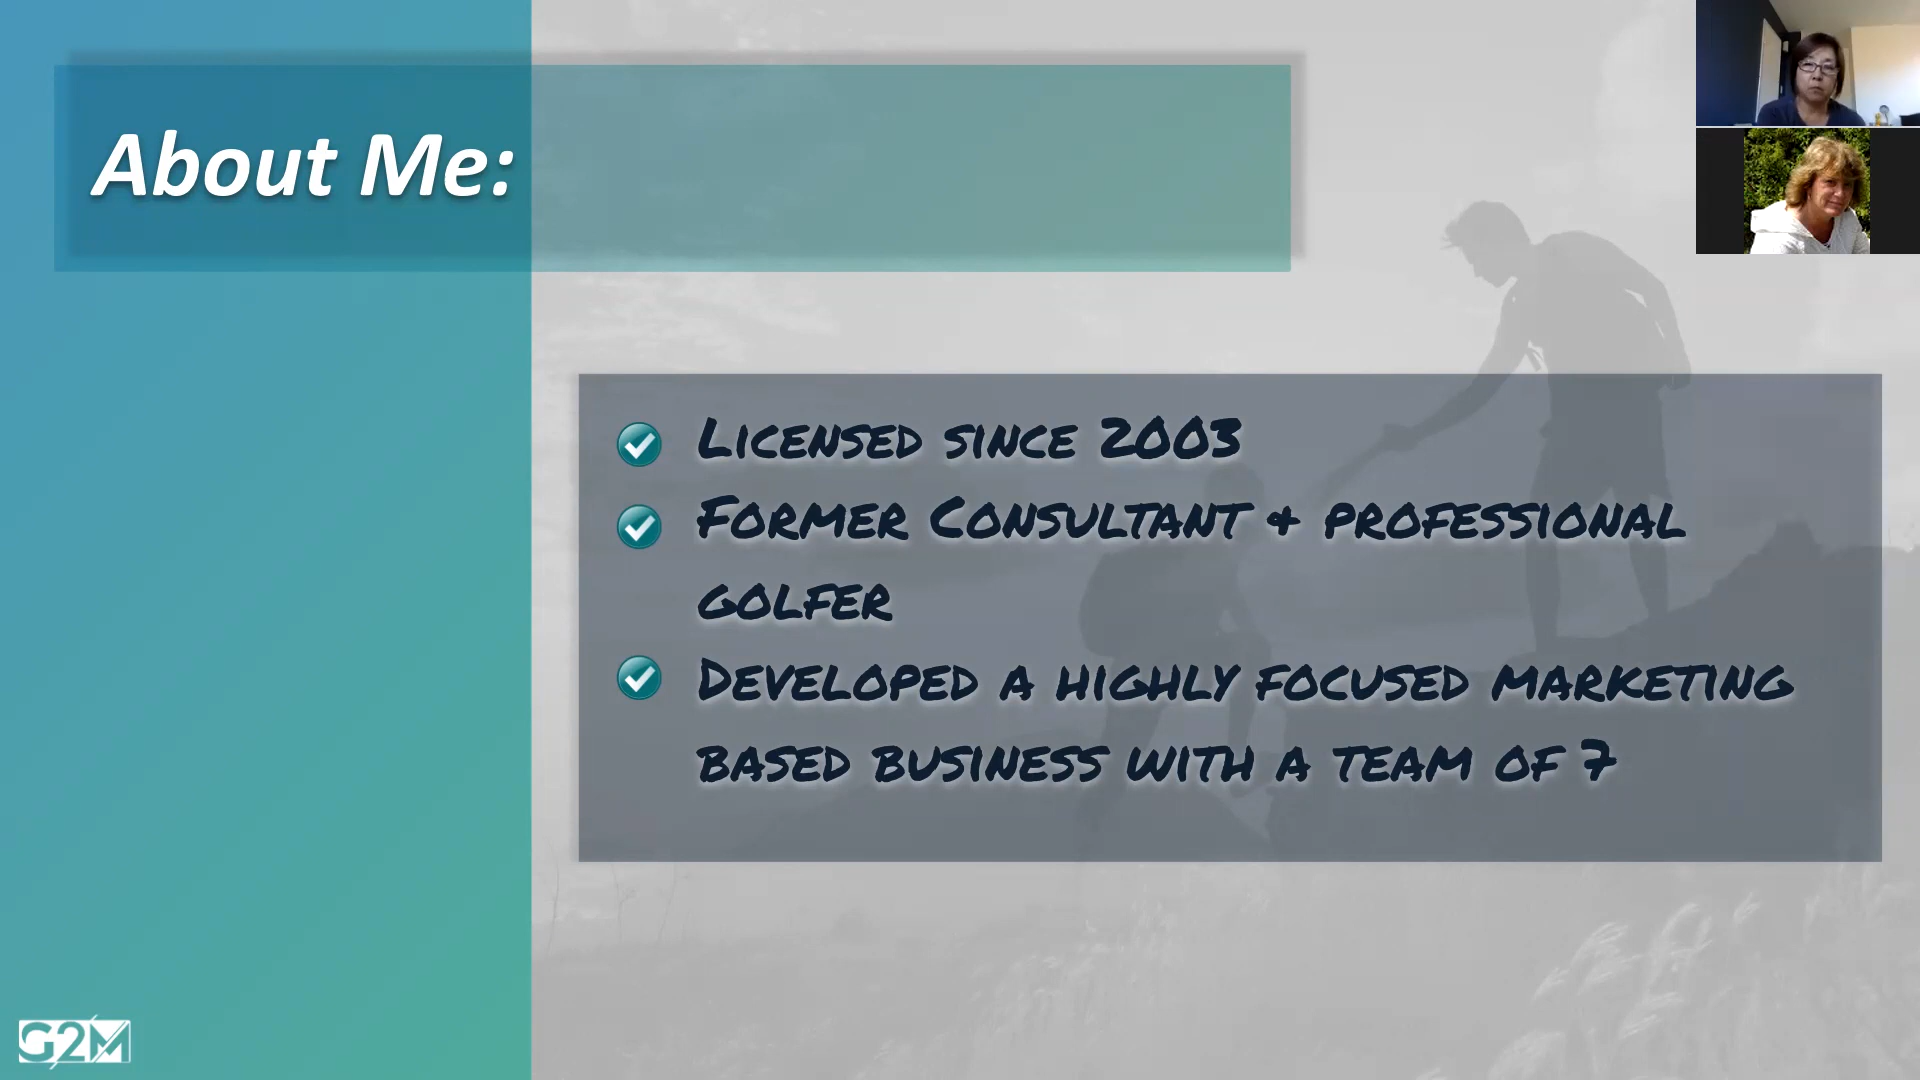 About Me:
Licensed since 2003
Former Consultant & professional
golfer
Developed a highly focused marketing
based business with a team of 7
G2M